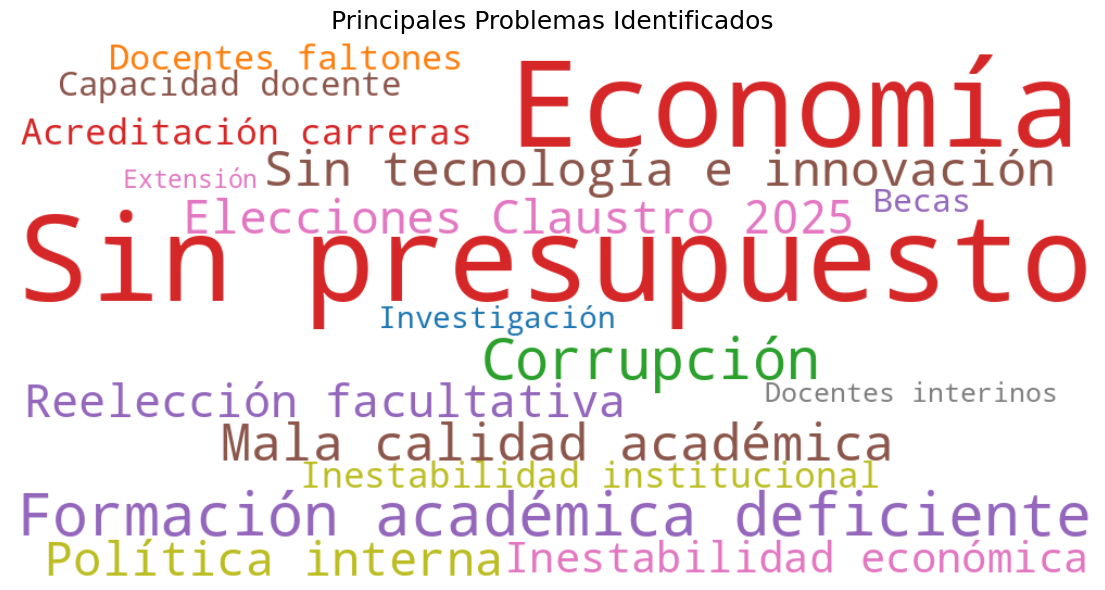 Principales Problemas Identificados
Docentes faltones
Economía
Capacidad docente
Acreditación carreras
Sin tecnología e innovación
Extensión
Becas
Elecciones Claustro 2025
Sin presupuesto
Investigación
Corrupción
Docentes interinos
Reelección facultativa
Mala calidad académica
Inestabilidad institucional
Formación académica deficiente
Política interna
Inestabilidad económica